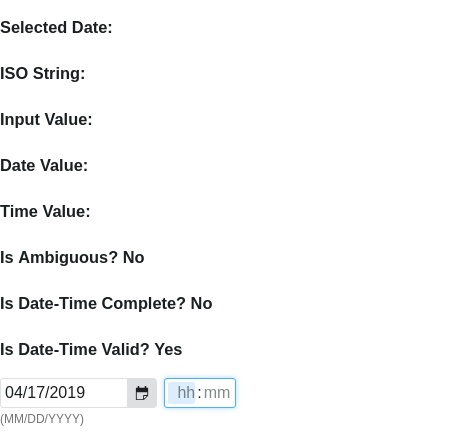 Selected Date:
ISO String:
Input Value:
Date Value:
Time Value:
Is Ambiguous? No
Is Date-Time Complete? No
Is Date-Time Valid? Yes
04/17/2019 hh:mm
(MM/DD/YYYY)